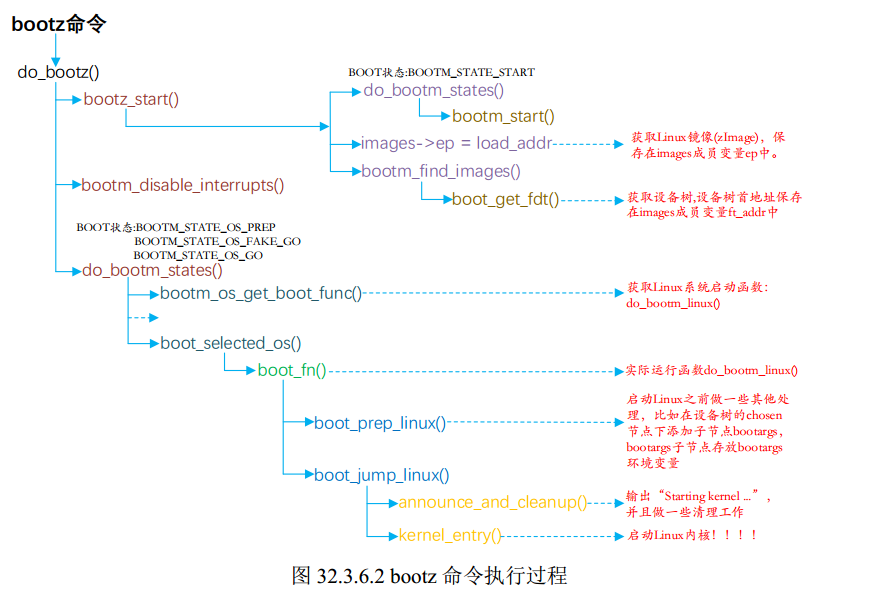 bootz命令
do_bootz()
BOOT状态:BOOTM_STATE_START
bootz_start()
do_bootm_states()
bootm_start()
images->ep = load_addr
获取Linux镜像(zImage)，保
存在images成员变量ep中。
bootm_find_images()
bootm_disable_interrupts()
boot_get_fdt()
获取设备树,设备树首地址保存
在images成员变量ft_addr中
BOOT状态:BOOTM_STATE_OS_PREP
BOOTM_STATE_OS_FAKE_GO
BOOTM_STATE_OS_GO
do_bootm_states()
bootm_os_get_boot_func()
获取Linux系统启动函数：
do_bootm_linux()
boot_selected_os()
boot_fn()
实际运行函数do_bootm_linux()
启动Linux之前做一些其他处
理，比如在设备树的chosen
节点下添加子节点bootargs，
bootargs子节点存放bootargs
环境变量
boot_prep_linux()
boot_jump_linux()
announce_and_cleanup()
输出“Starting kernel ...”，
并且做一些清理工作
kernel_entry()
启动Linux内核！！！！
图 32.3.6.2 bootz 命令执行过程